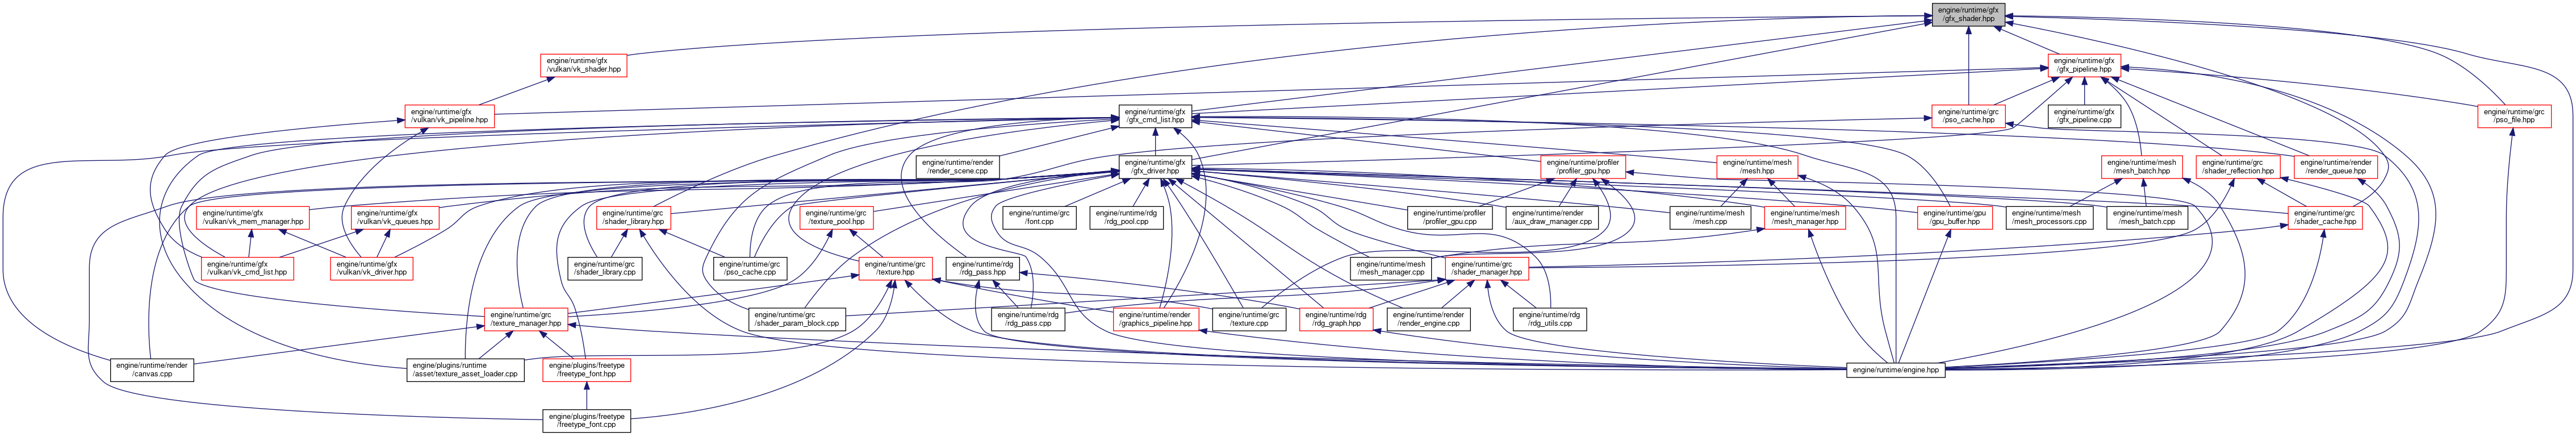 engine/runtime/gfx
/gfx_shader.hpp
engine/runtime/gfx
/vulkan/vk_shader.hpp
engine/runtime/gfx
/gfx_pipeline.hpp
engine/runtime/gfx
/vulkan/vk_pipeline.hpp
engine/runtime/gfx
/gfx_cmd_list.hpp
engine/runtime/grc
/pso_cache.hpp
engine/runtime/gfx
/gfx_pipeline.cpp
engine/runtime/grc
/pso_file.hpp
engine/runtime/render
/render_scene.cpp
engine/runtime/gfx
/gfx_driver.hpp
engine/runtime/profiler
/profiler_gpu.hpp
engine/runtime/mesh
/mesh.hpp
engine/runtime/mesh
/mesh_batch.hpp
engine/runtime/grc
/shader_reflection.hpp
engine/runtime/render
/render_queue.hpp
engine/runtime/gfx
/vulkan/vk_mem_manager.hpp
engine/runtime/gfx
/vulkan/vk_queues.hpp
engine/runtime/grc
/shader_library.hpp
engine/runtime/grc
/texture_pool.hpp
engine/runtime/grc
/font.cpp
engine/runtime/rdg
/rdg_pool.cpp
engine/runtime/profiler
/profiler_gpu.cpp
engine/runtime/render
/aux_draw_manager.cpp
engine/runtime/mesh
/mesh.cpp
engine/runtime/mesh
/mesh_manager.hpp
engine/runtime/gpu
/gpu_buffer.hpp
engine/runtime/mesh
/mesh_processors.cpp
engine/runtime/mesh
/mesh_batch.cpp
engine/runtime/grc
/shader_cache.hpp
engine/runtime/gfx
/vulkan/vk_cmd_list.hpp
engine/runtime/gfx
/vulkan/vk_driver.hpp
engine/runtime/grc
/shader_library.cpp
engine/runtime/grc
/pso_cache.cpp
engine/runtime/grc
/texture.hpp
engine/runtime/rdg
/rdg_pass.hpp
engine/runtime/mesh
/mesh_manager.cpp
engine/runtime/grc
/shader_manager.hpp
engine/runtime/grc
/texture_manager.hpp
engine/runtime/grc
/shader_param_block.cpp
engine/runtime/rdg
/rdg_pass.cpp
engine/runtime/render
/graphics_pipeline.hpp
engine/runtime/grc
/texture.cpp
engine/runtime/rdg
/rdg_graph.hpp
engine/runtime/render
/render_engine.cpp
engine/runtime/rdg
/rdg_utils.cpp
engine/runtime/render
/canvas.cpp
engine/plugins/runtime
/asset/texture_asset_loader.cpp
engine/plugins/freetype
/freetype_font.hpp
engine/runtime/engine.hpp
engine/plugins/freetype
/freetype_font.cpp